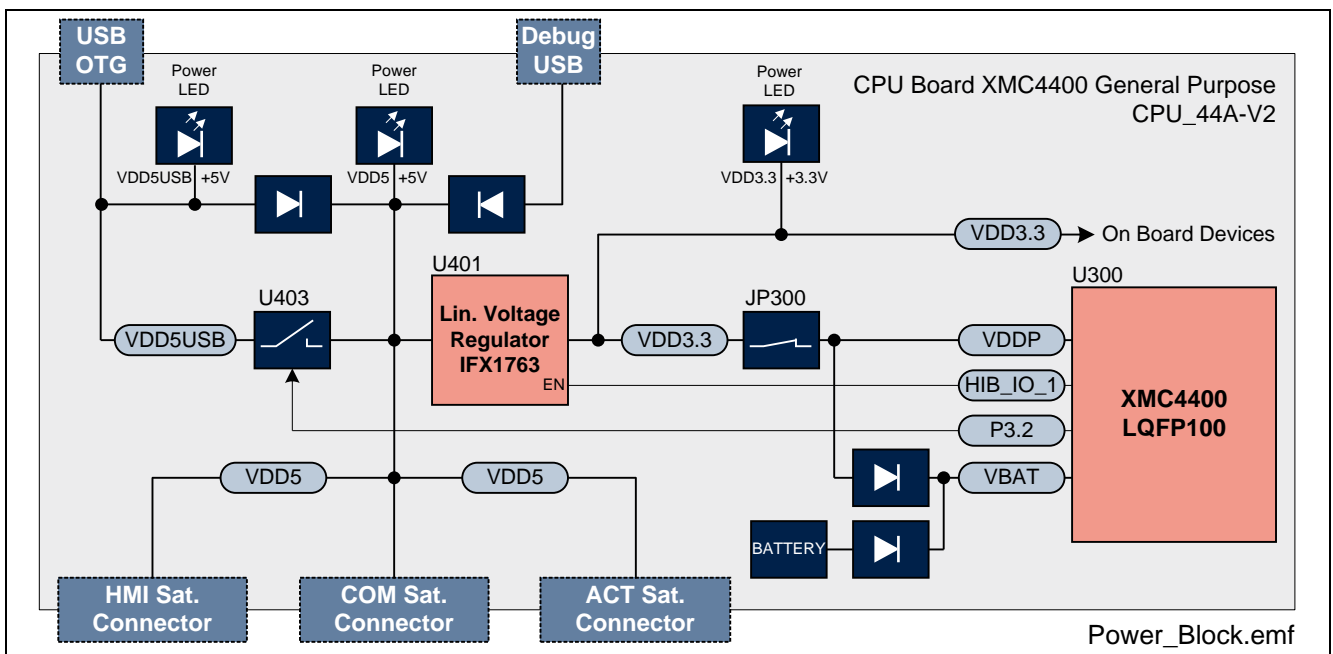 USB
OTG
Debug
USB
Power
LED
Power
LED
Power
LED
CPU Board XMC4400 General Purpose
CPU_44A-V2
VDD5USB +5V
VDD5 +5V
VDD3.3 +3.3V
VDD3.3
On Board Devices
U401
U300
U403
JP300
VDD5USB
Lin. Voltage
Regulator
IFX1763
EN
VDD3.3
VDDP
HIB_IO_1
P3.2
XMC4400
LQFP100
VDD5
VDD5
VBAT
BATTERY
HMI Sat.
Connector
COM Sat.
Connector
ACT Sat.
Connector
Power_Block.emf